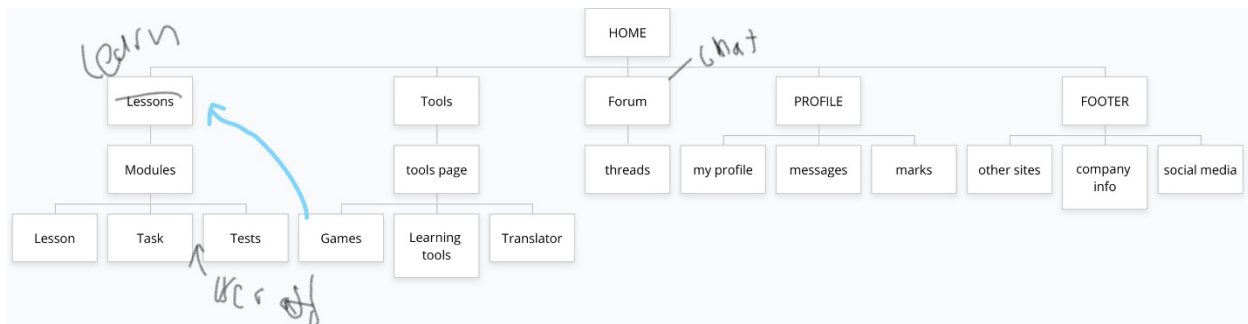 HOME
Learn
chat
Lessons
Tools
Forum
PROFILE
FOOTER
Modules
tools page
threads
my profile
messages
marks
other sites
company
info
social media
Lesson
Task
Tests
Games
Learning
tools
Translator